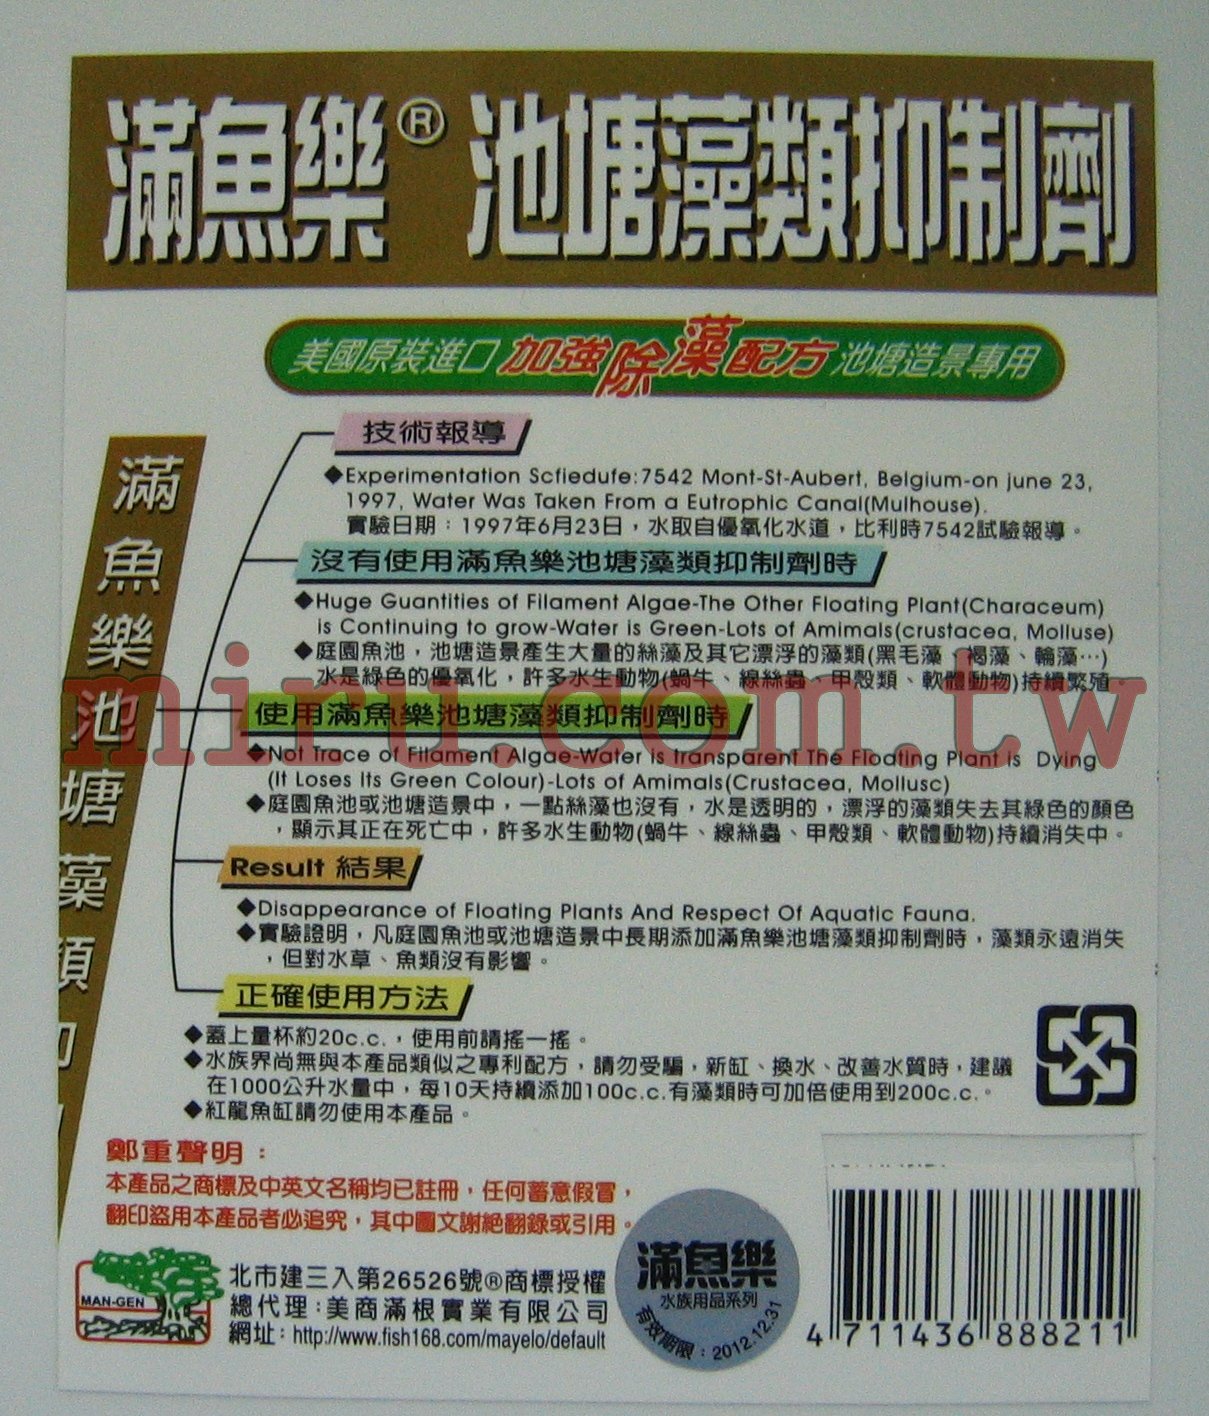 滿魚樂® 池塘藻類抑制劑
美國原裝進口 加強除藻配方 池塘造景專用
滿魚樂池塘藻類抑
技術報導
◆Experimentation Scfiedufe:7542 Mont-St-Aubert, Belgium-on june 23,
1997, Water Was Taken From a Eutrophic Canal(Mulhouse).
實驗日期：1997年6月23日，水取自優氧化水道，比利時7542試驗報導。
沒有使用滿魚樂池塘藻類抑制劑時
◆Huge Guantities of Filament Algae-The Other Floating Plant(Characeum)
is Continuing to grow-Water is Green-Lots of Amimals(crustacea, Molluse)
◆庭園魚池，池塘造景產生大量的絲藻及其它漂浮的藻類(黑毛藻、褐藻、輪藻…)
水是綠色的優氧化，許多水生動物(蝸牛、線絲蟲、甲殼類、軟體動物)持續繁殖。
miru.com.tw
使用滿魚樂池塘藻類抑制劑時
◆Not Trace of Filament Algae-Water is transparent The Floating Plant is Dying
(It Loses Its Green Colour)-Lots of Amimals(Crustacea, Mollusc)
◆庭園魚池或池塘造景中，一點絲藻也沒有，水是透明的，漂浮的藻類失去其綠色的顏色
，顯示其正在死亡中，許多水生動物(蝸牛、線絲蟲、甲殼類、軟體動物)持續消失中。
Result 結果
◆Disappearance of Floating Plants And Respect Of Aquatic Fauna.
◆實驗證明，凡庭園魚池或池塘造景中長期添加滿魚樂池塘藻類抑制劑時，藻類永遠消失
，但對水草、魚類沒有影響。
正確使用方法
◆蓋上量杯約20c.c.，使用前請搖一搖。
◆水族界尚無與本產品類似之專利配方，請勿受騙，新缸、換水、改善水質時，建議
在1000公升水量中，每10天持續添加100c.c.有藻類時可加倍使用到200c.c.。
◆紅龍魚缸請勿使用本產品。
鄭重聲明：
本產品之商標及中英文名稱均已註冊，任何蓄意假冒，
翻印盜用本產品者必追究，其中圖文謝絕翻錄或引用。
MAN-GEN
北市建三入第26526號®商標授權
總代理：美商滿根實業有限公司
網址：http://www.fish168.com/mayelo/default
滿魚樂
水族用品系列
有效期限：2012.12.31
4 711436 888211